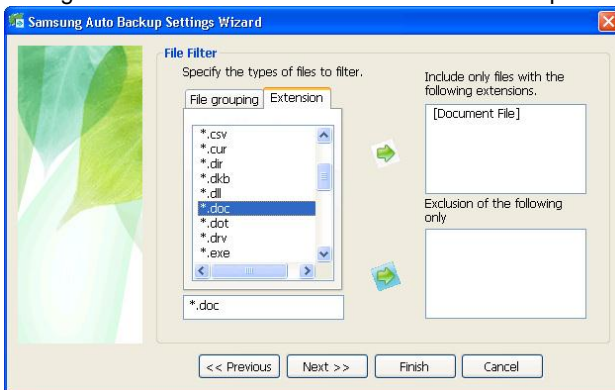 Samsung Auto Backup Settings Wizard
File Filter
Specify the types of files to filter.
File grouping Extension
*.csv
*.cur
*.dir
*.dkb
*.dll
*.doc
*.dot
*.drv
*.exe
*.doc
Include only files with the
following extensions.
[Document File]
Exclusion of the following
only
<< Previous Next >> Finish Cancel